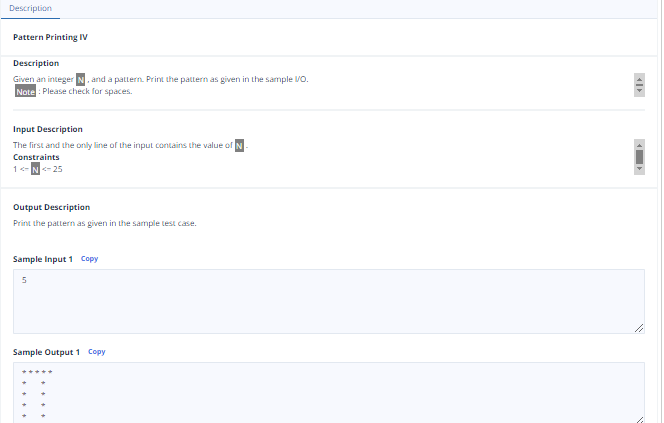 Description
Pattern Printing IV
Description
Given an integer N , and a pattern. Print the pattern as given in the sample I/O.
Note : Please check for spaces.
Input Description
The first and the only line of the input contains the value of N .
Constraints
1 <= N <= 25
Output Description
Print the pattern as given in the sample test case.
Sample Input 1 Copy
5
Sample Output 1 Copy
* * * * *
*     *
*     *
*     *
*     *